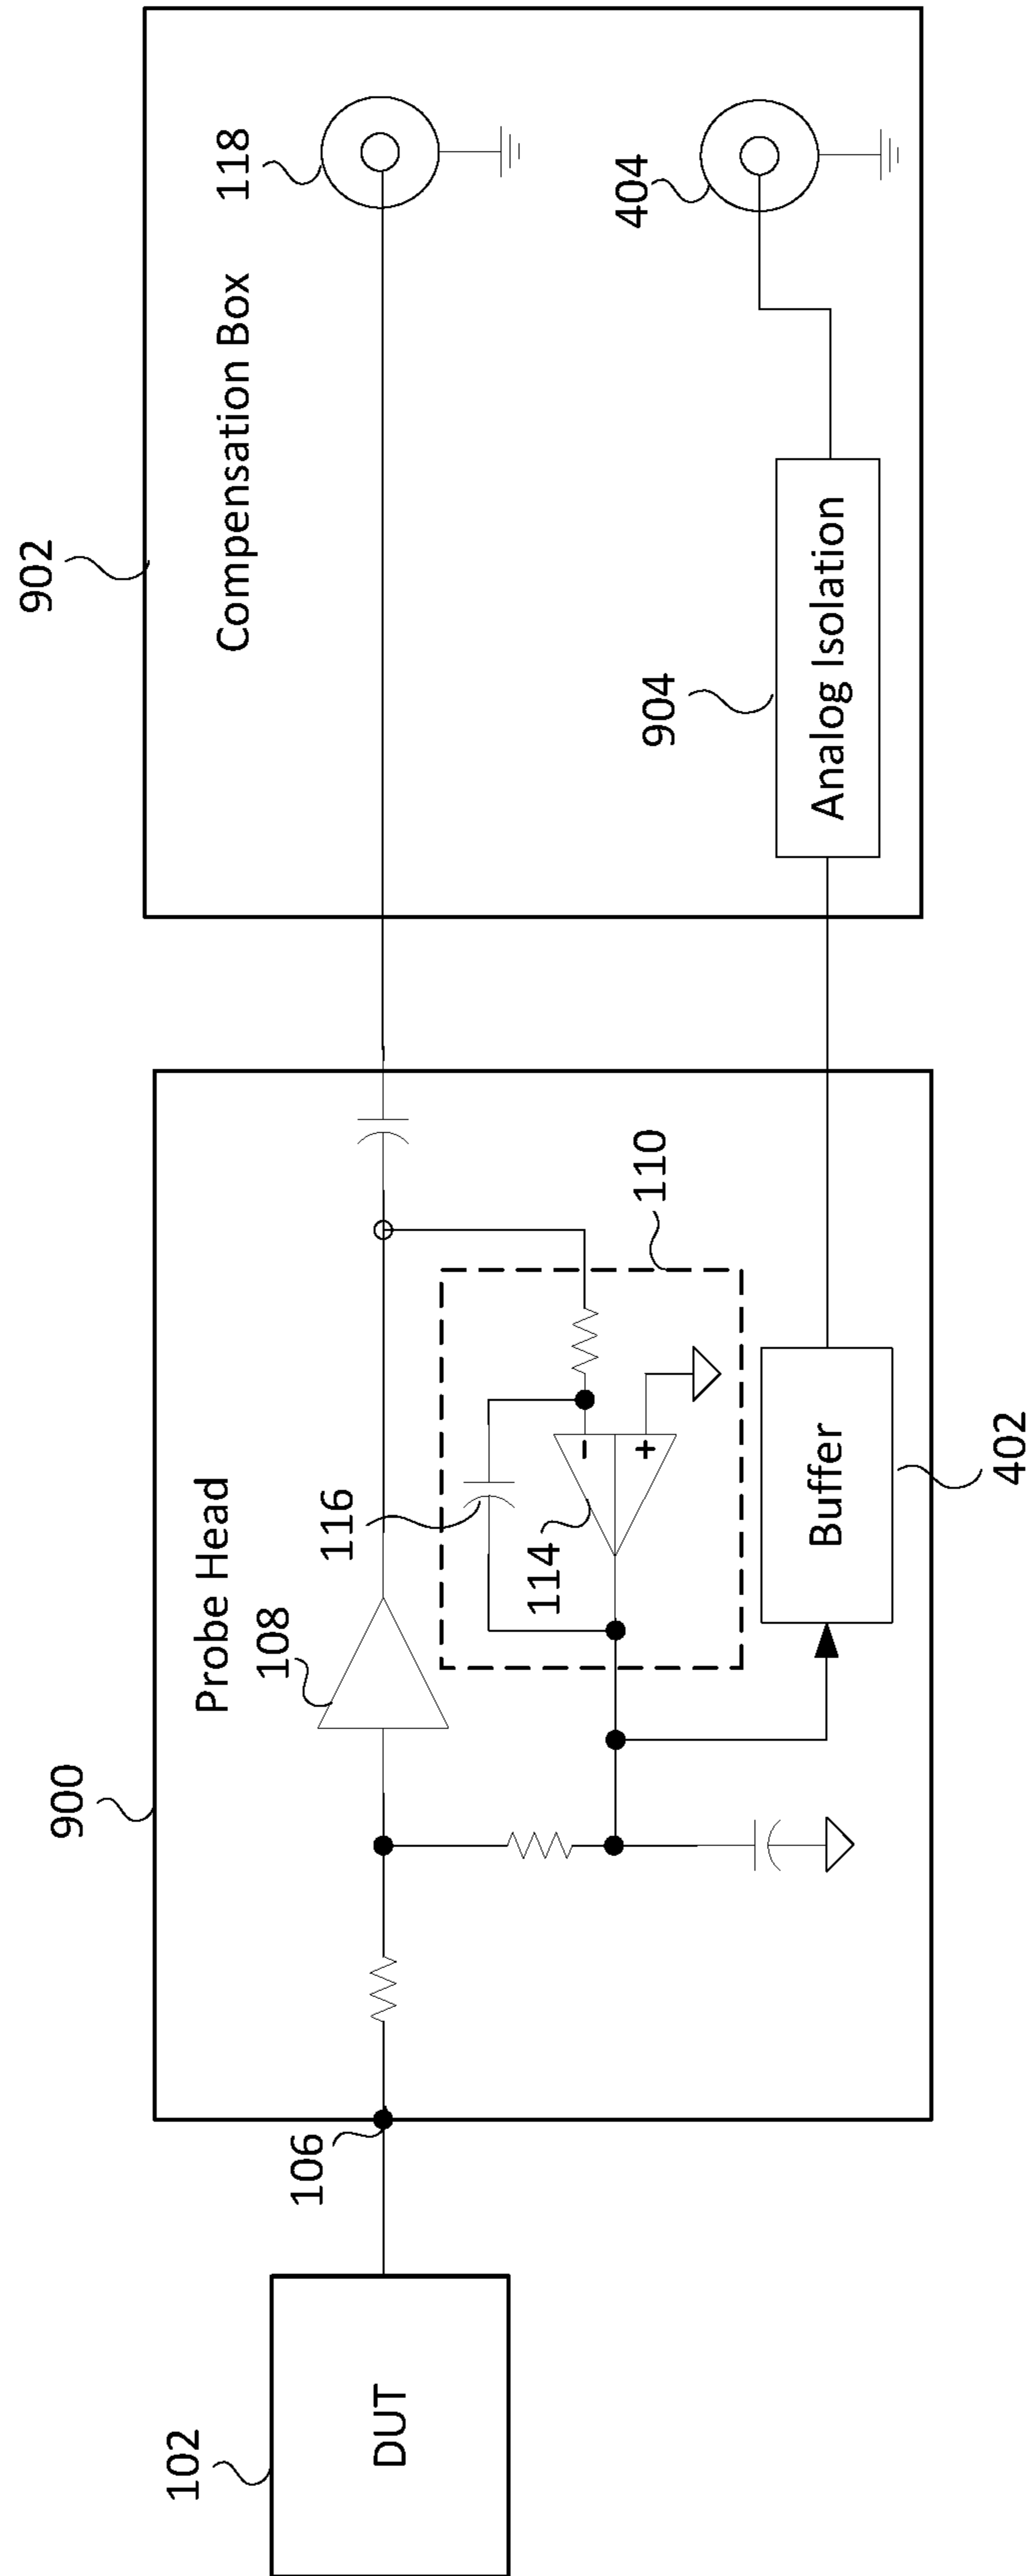 900
902
Probe Head
Compensation Box
118
108
116
106
102
DUT
114
-
+
110
404
904
Analog Isolation
Buffer
402